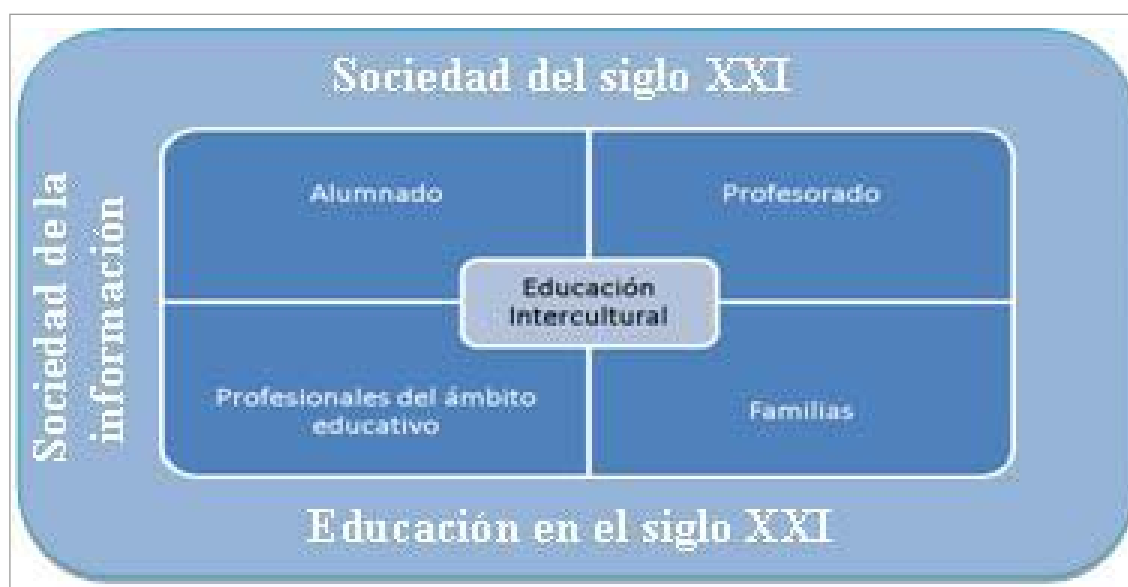 Sociedad del siglo XXI
Sociedad de la
información
Alumnado
Profesorado
Educación
Intercultural
Profesionales del ámbito
educativo
Familias
Educación en el siglo XXI